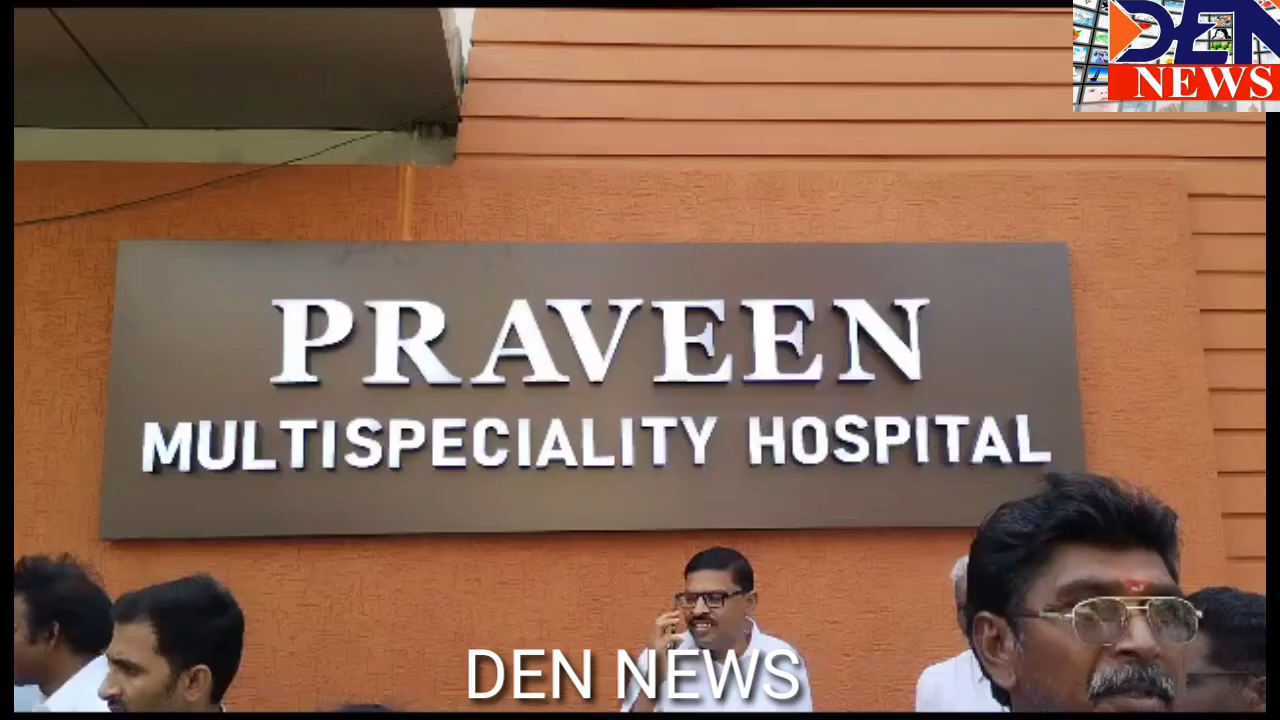 DEN
NEWS
PRAVEEN
MULTISPECIALITY HOSPITAL
DEN NEWS